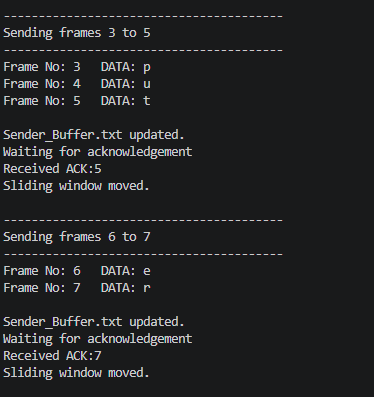 ----------------------------------------
Sending frames 3 to 5
----------------------------------------
Frame No: 3   DATA: p
Frame No: 4   DATA: u
Frame No: 5   DATA: t

Sender_Buffer.txt updated.
Waiting for acknowledgement
Received ACK:5
Sliding window moved.

----------------------------------------
Sending frames 6 to 7
----------------------------------------
Frame No: 6   DATA: e
Frame No: 7   DATA: r

Sender_Buffer.txt updated.
Waiting for acknowledgement
Received ACK:7
Sliding window moved.